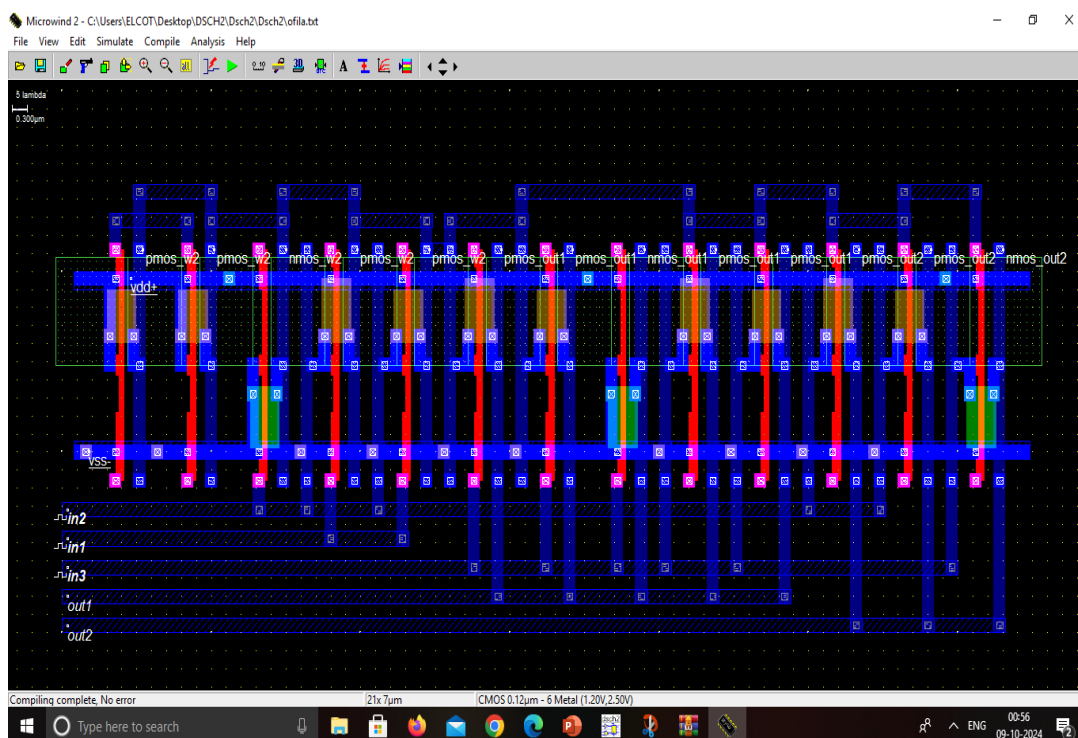 Microwind 2 - C:\Users\ELCOT\Desktop\DSCH2\Dsch2\Dsch2\ofila.txt
File View Edit Simulate Compile Analysis Help
5 lambda
0.300µm
pmos_w2 pmos_w2 nmos_w2 pmos_w2 pmos_w2 pmos_out1 pmos_out1 nmos_out1 pmos_out1 pmos_out1 pmos_out2 pmos_out2 nmos_out2
vdd+
vss-
in2
in1
in3
out1
out2
Compiling complete, No error 21x 7µm CMOS 0.12µm - 6 Metal (1.20V,2.50V)
Type here to search
ENG
00:56
09-10-2024